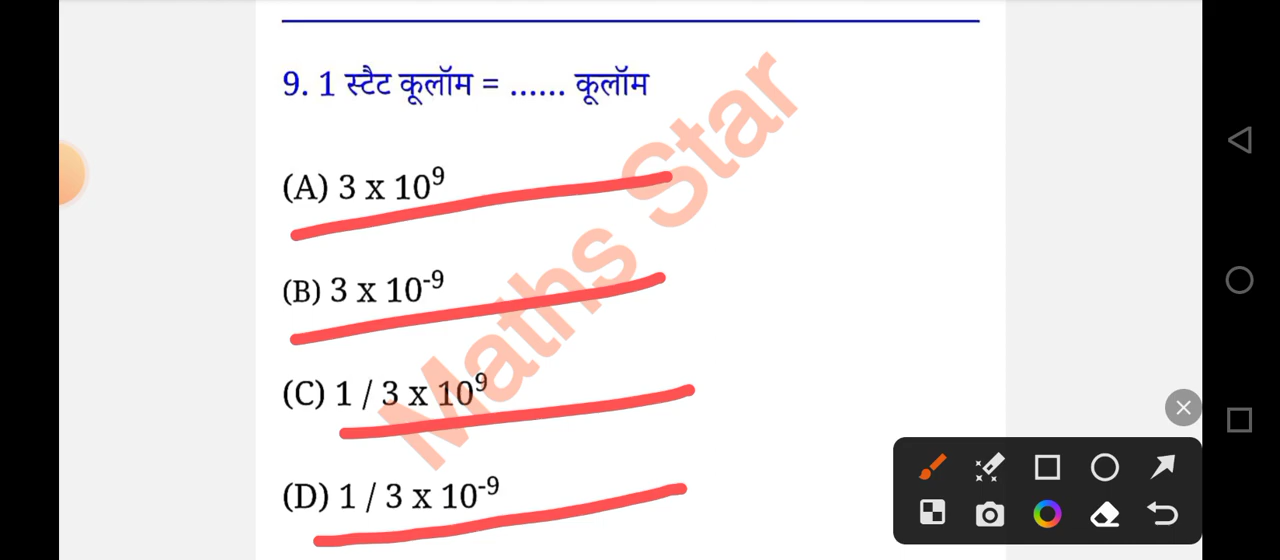 9. 1 स्टैट कूलॉम = ...... कूलॉम
(A) 3 x 10⁹
(B) 3 x 10⁻⁹
(C) 1 / 3 x 10⁹
(D) 1 / 3 x 10⁻⁹
Maths Star